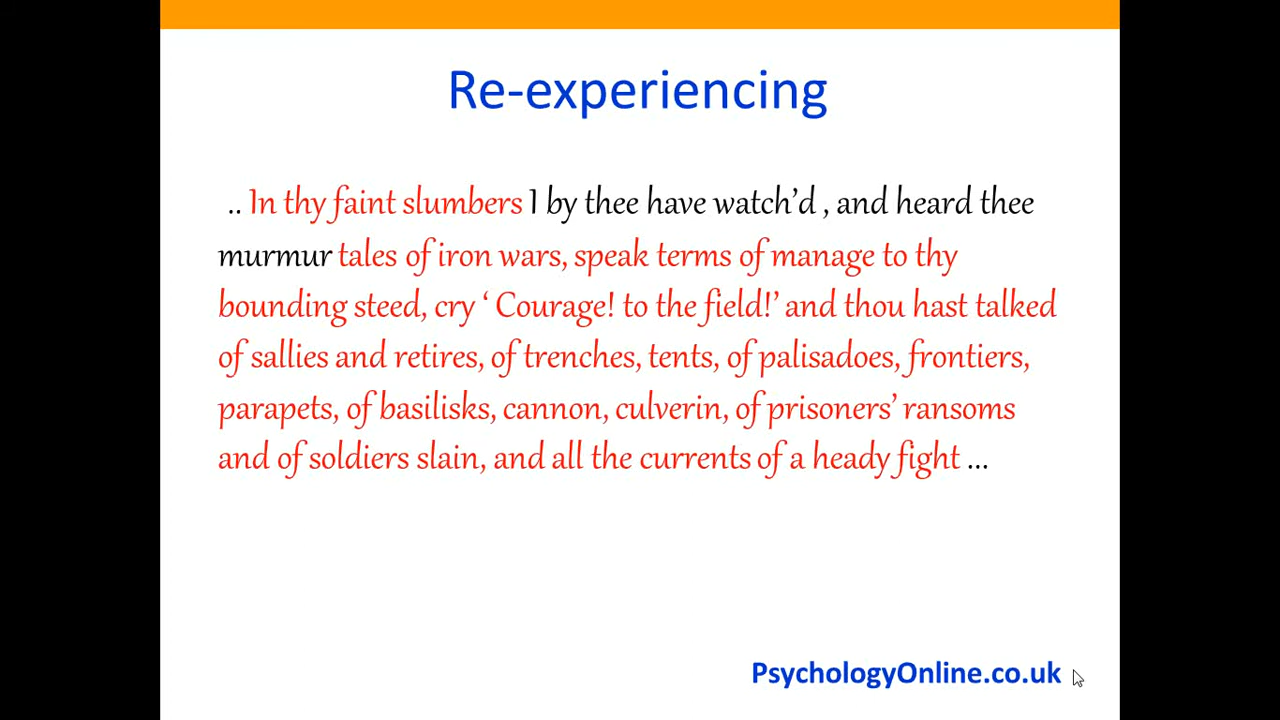 Re-experiencing
.. In thy faint slumbers I by thee have watch’d , and heard thee
murmur tales of iron wars, speak terms of manage to thy
bounding steed, cry ‘ Courage! to the field!’ and thou hast talked
of sallies and retires, of trenches, tents, of palisadoes, frontiers,
parapets, of basilisks, cannon, culverin, of prisoners’ ransoms
and of soldiers slain, and all the currents of a heady fight ...
PsychologyOnline.co.uk